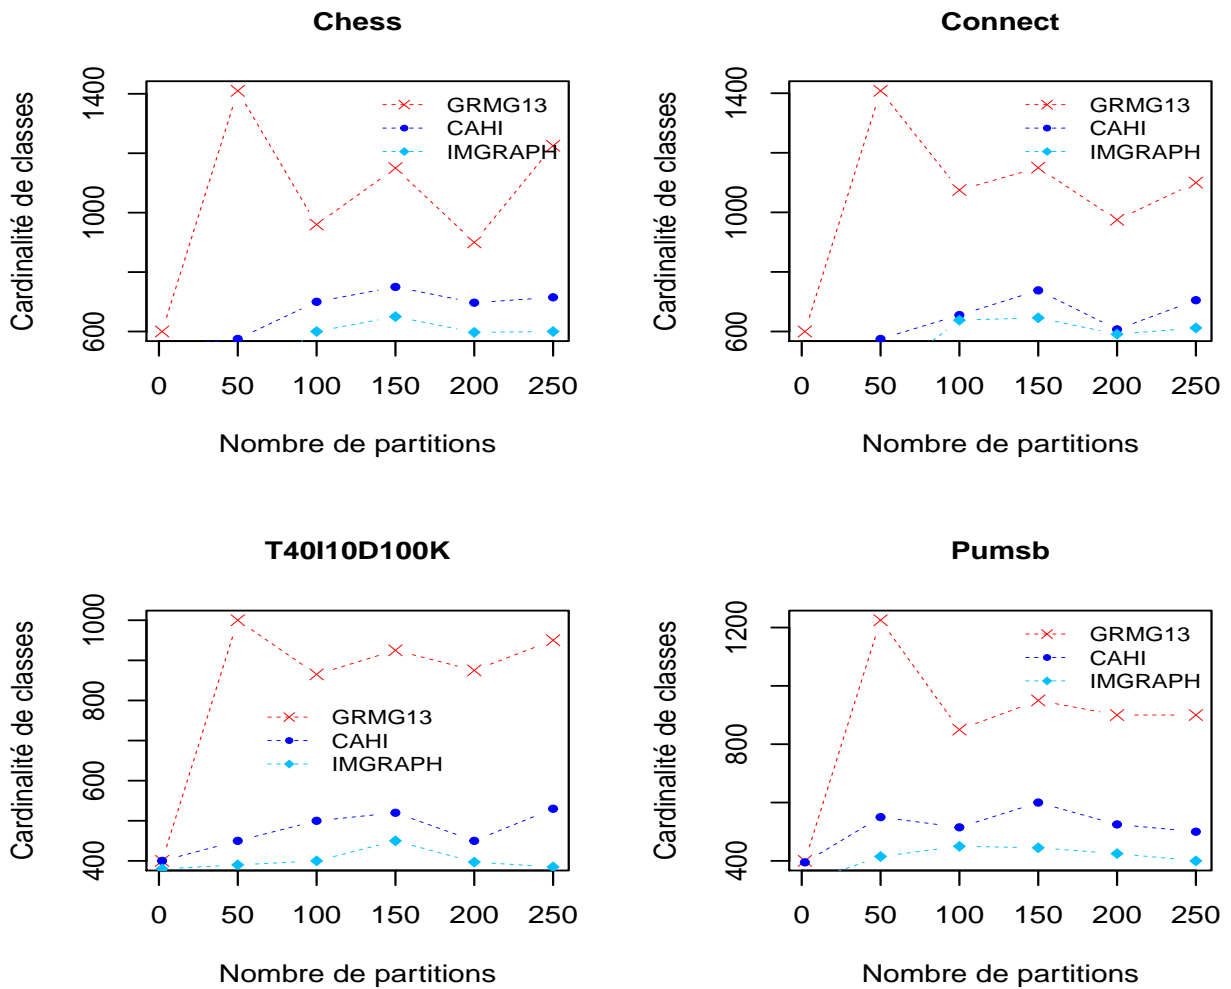 Chess
Cardinalité de classes
1400
1000
600
GRMG13
CAHI
IMGRAPH
0 50 100 150 200 250
Nombre de partitions
Connect
Cardinalité de classes
1400
1000
600
GRMG13
CAHI
IMGRAPH
0 50 100 150 200 250
Nombre de partitions
T40I10D100K
Cardinalité de classes
1000
800
600
400
GRMG13
CAHI
IMGRAPH
0 50 100 150 200 250
Nombre de partitions
Pumsb
Cardinalité de classes
1200
800
400
GRMG13
CAHI
IMGRAPH
0 50 100 150 200 250
Nombre de partitions